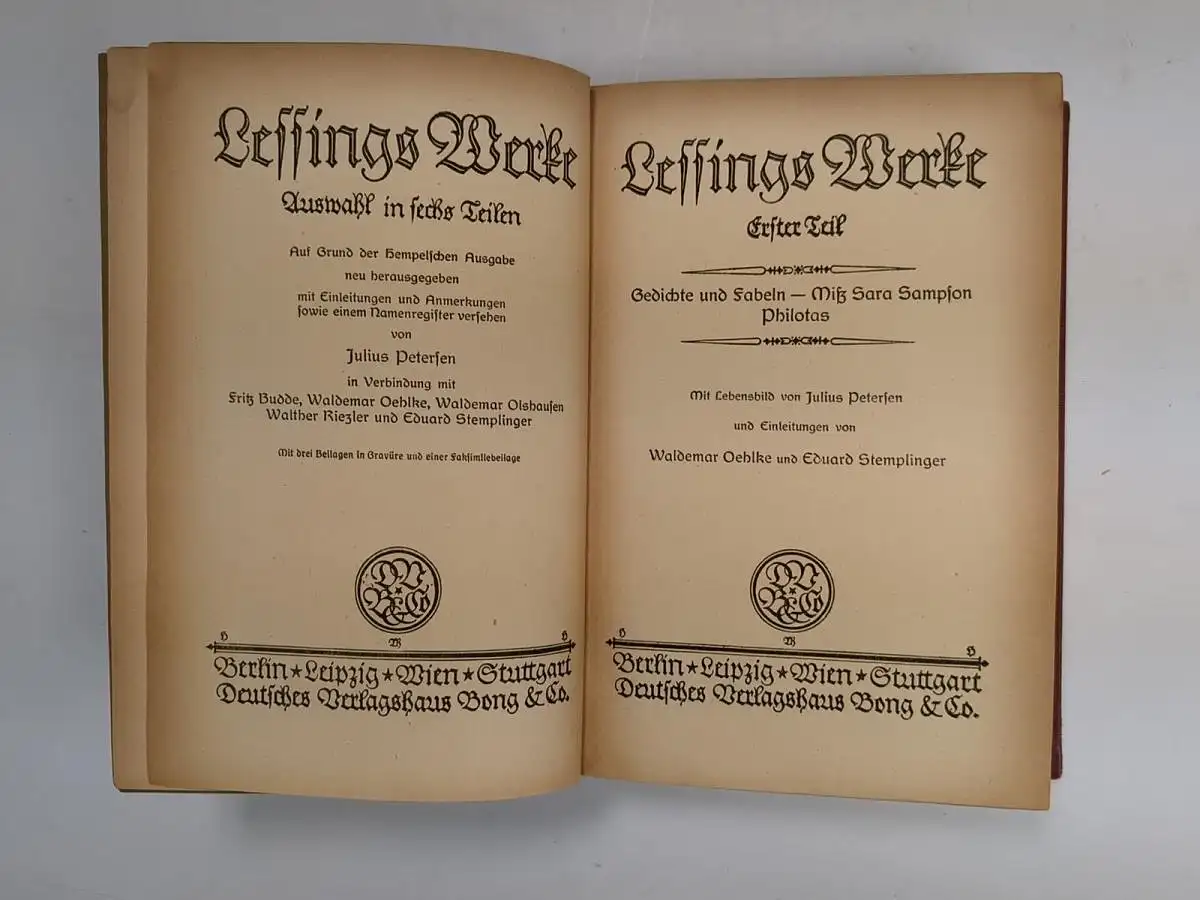 Leſſings Werke
Auswahl in ſechs Teilen
Auf Grund der Hempelſchen Ausgabe
neu herausgegeben
mit Einleitungen und Anmerkungen
ſowie einem Namenregiſter verſehen
von
Julius Peterſen
in Verbindung mit
Fritz Budde, Waldemar Oehlke, Waldemar Olshauſen
Walther Riezler und Eduard Stemplinger
Mit drei Beilagen in Gravüre und einer Fakſimilebeilage
DV
B&Co
Berlin ⋆ Leipzig ⋆ Wien ⋆ Stuttgart
Deutſches Verlagshaus Bong & Co.
Leſſings Werke
Erſter Teil
Gedichte und Fabeln — Miß Sara Sampſon
Philotas
Mit Lebensbild von Julius Peterſen
und Einleitungen von
Waldemar Oehlke und Eduard Stemplinger
DV
B&Co
Berlin ⋆ Leipzig ⋆ Wien ⋆ Stuttgart
Deutſches Verlagshaus Bong & Co.